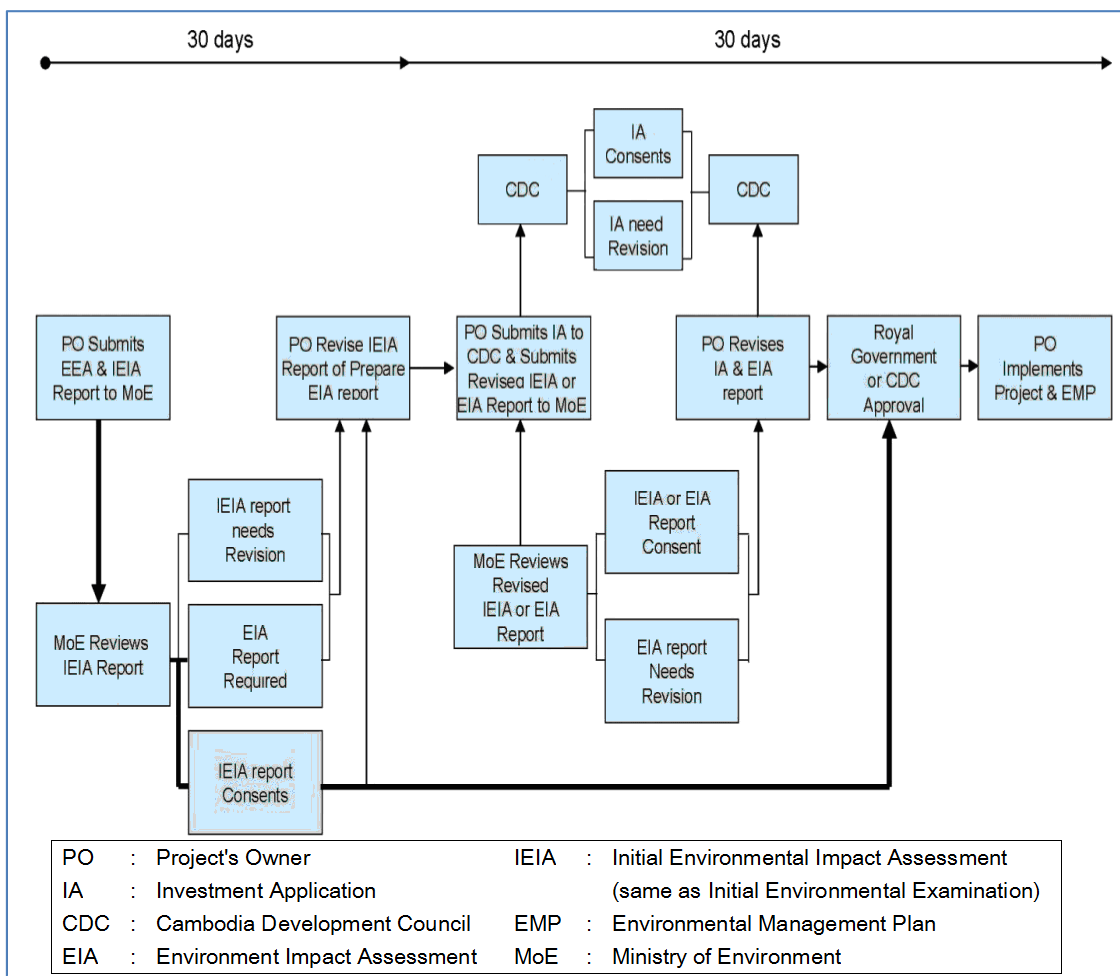 30 days
30 days
IA
Consents
CDC
CDC
IA need
Revision
PO Submits
EEA & IEIA
Report to MoE
PO Revise IEIA
Report of Prepare
EIA report
PO Submits IA to
CDC & Submits
Revised IEIA or
EIA Report to MoE
PO Revises
IA & EIA
report
Royal
Government
or CDC
Approval
PO
Implements
Project & EMP
IEIA report
needs
Revision
IEIA or EIA
Report
Consent
MoE Reviews
Revised
IEIA or EIA
Report
MoE Reviews
IEIA Report
EIA
Report
Required
EIA report
Needs
Revision
IEIA report
Consents
PO : Project's Owner IEIA : Initial Environmental Impact Assessment
IA : Investment Application (same as Initial Environmental Examination)
CDC : Cambodia Development Council EMP : Environmental Management Plan
EIA : Environment Impact Assessment MoE : Ministry of Environment